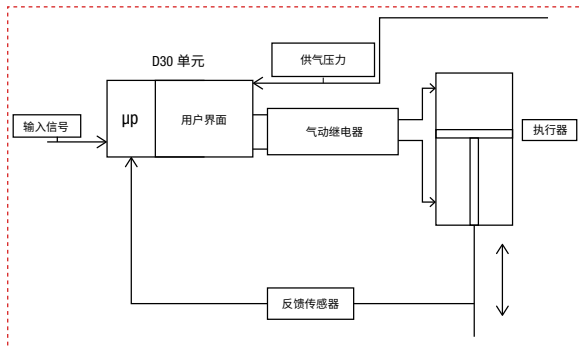 D30 单元
供气压力
输入信号
μp
用户界面
气动继电器
执行器
反馈传感器